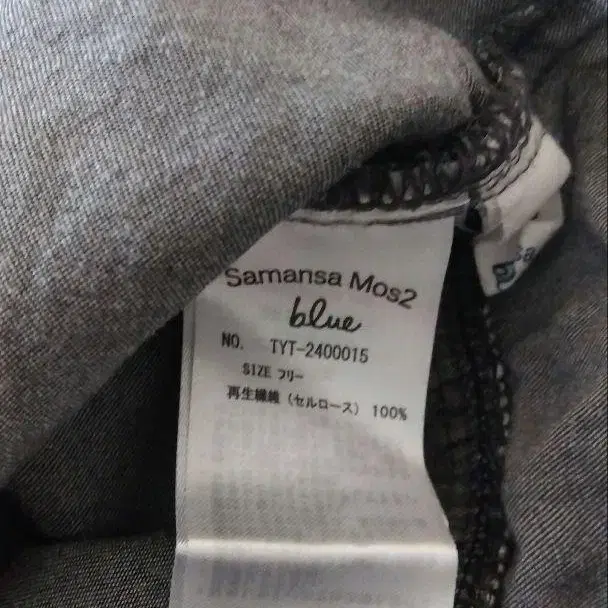 Samansa Mos2
blue
NO. TYT-2400015
SIZE フリー
再生繊維(セルロース) 100%